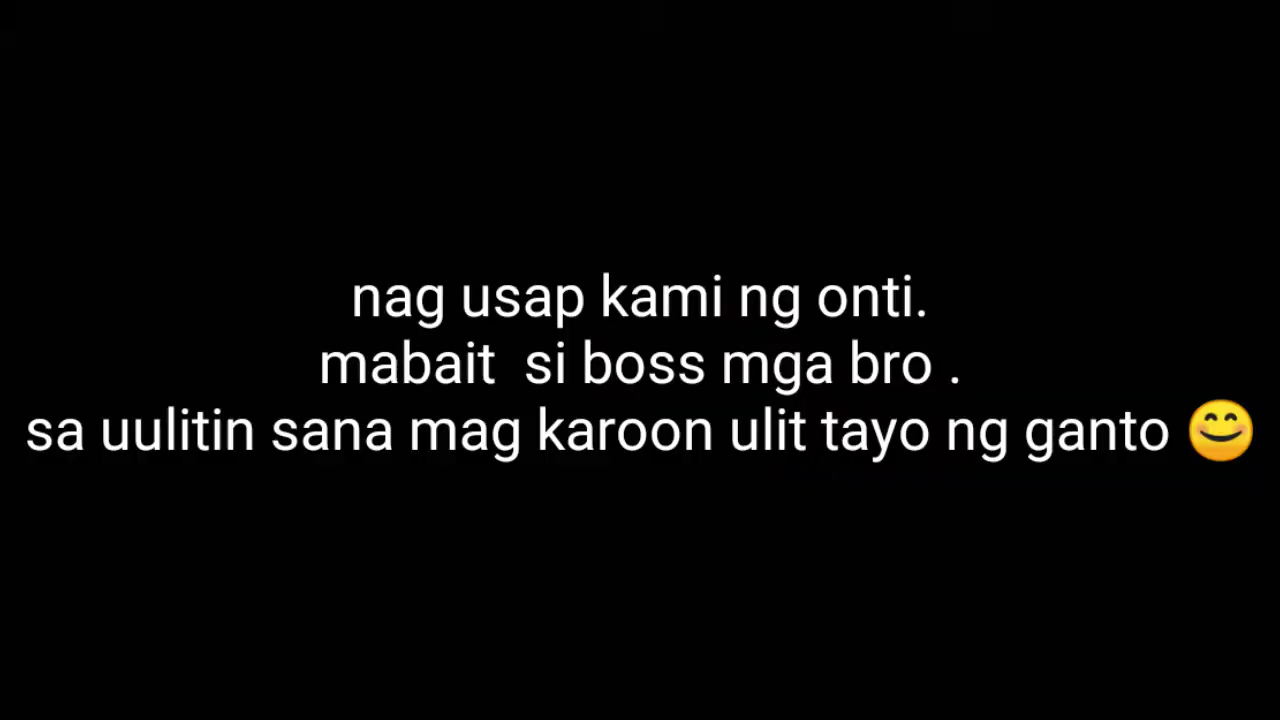 nag usap kami ng onti.
mabait  si boss mga bro .
sa uulitin sana mag karoon ulit tayo ng ganto 😊